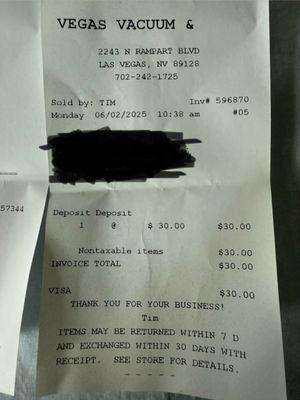 VEGAS VACUUM &
2243 N RAMPART BLVD
LAS VEGAS, NV 89128
702-242-1725
Sold by: TIM Inv# 596870
Monday 06/02/2025 10:38 am #05
57344
Deposit Deposit
1 @ $ 30.00 $30.00
Nontaxable items $30.00
INVOICE TOTAL $30.00
VISA $30.00
THANK YOU FOR YOUR BUSINESS!
Tim
ITEMS MAY BE RETURNED WITHIN 7 D
AND EXCHANGED WITHIN 30 DAYS WITH
RECEIPT. SEE STORE FOR DETAILS.
- - - - -